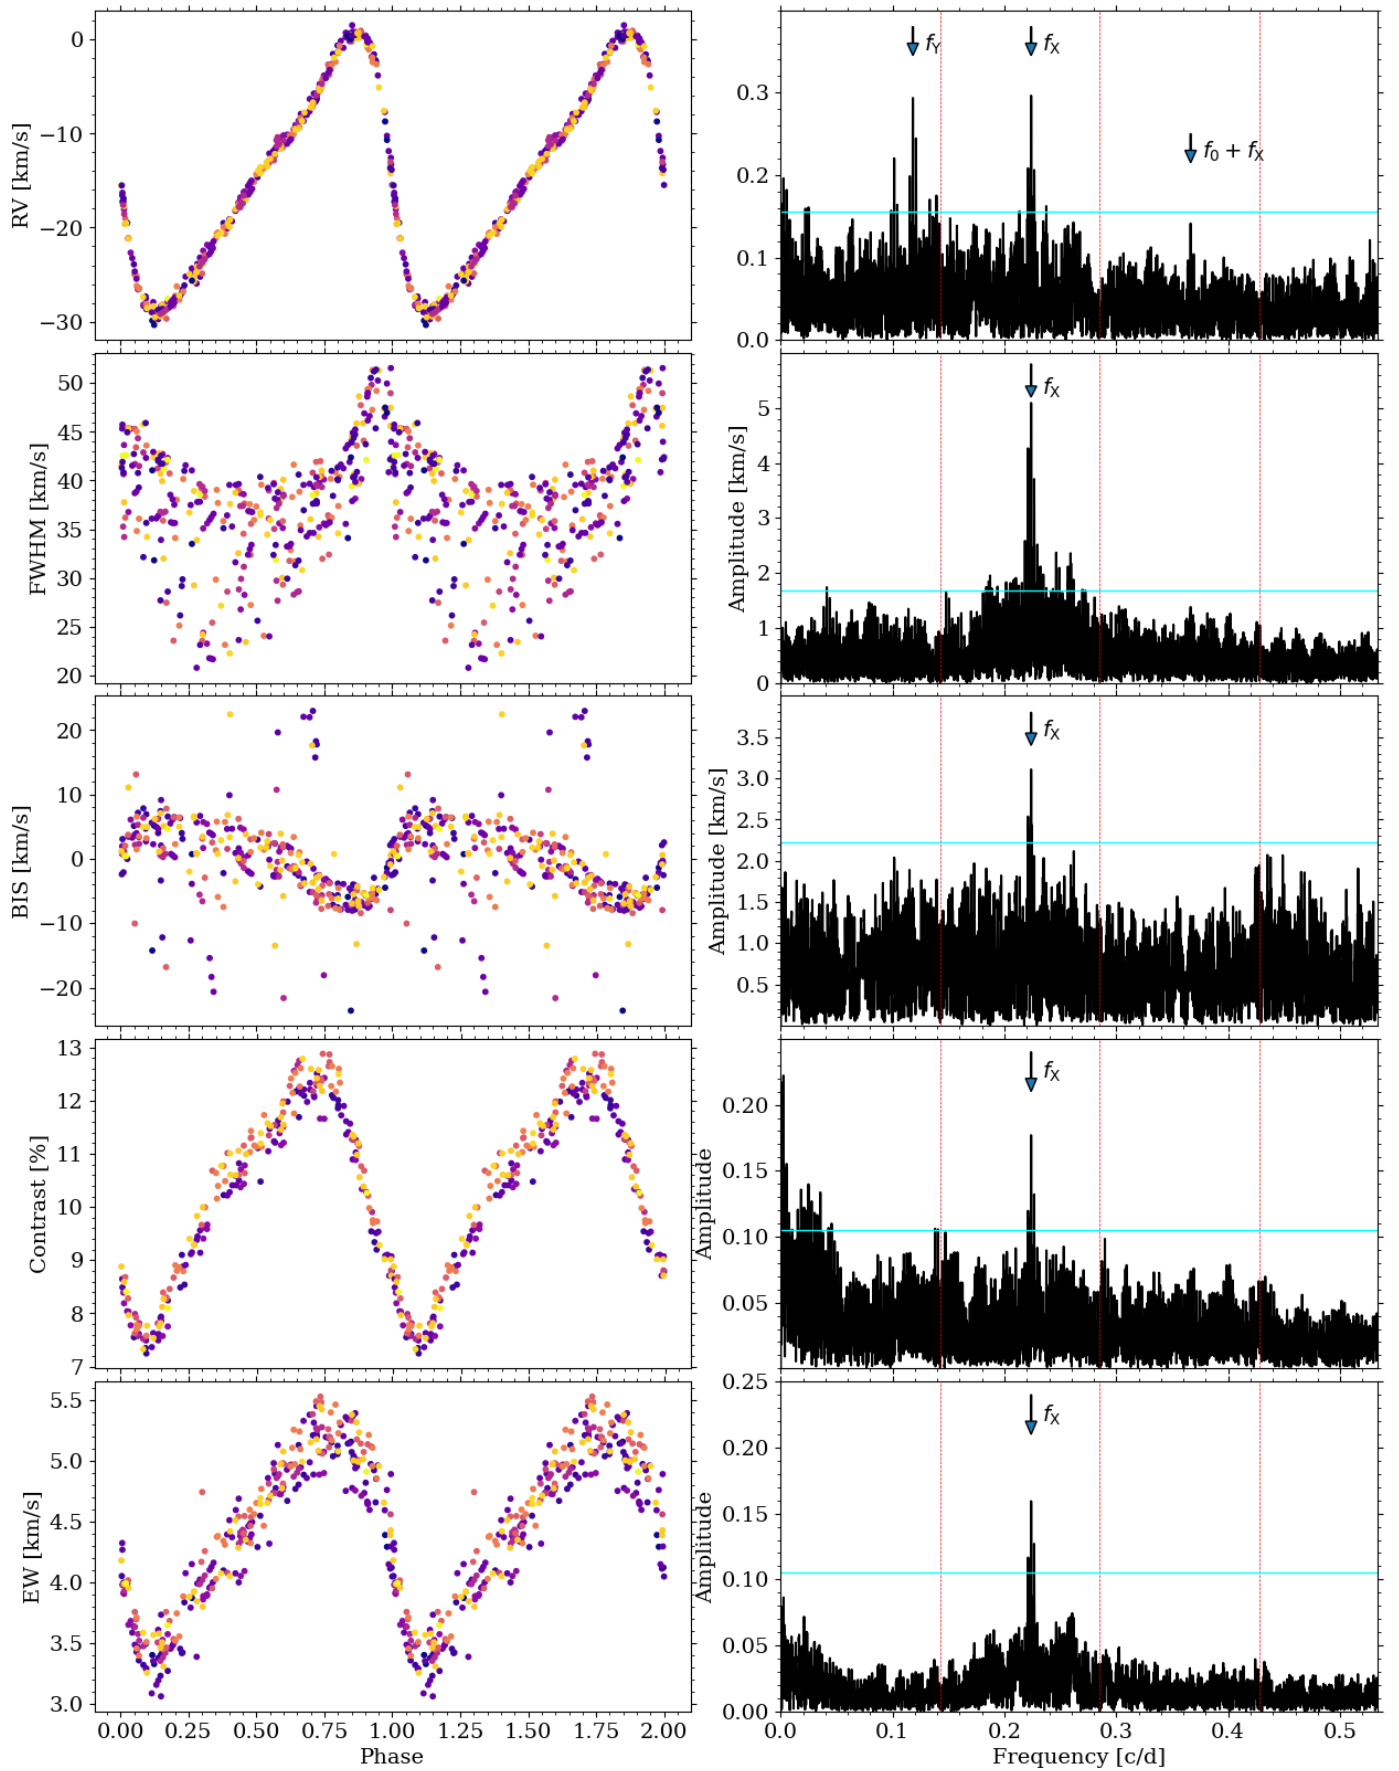 RV [km/s]
0
−10
−20
−30
f_Y
f_X
f_0 + f_X
0.3
0.2
0.1
0.0
FWHM [km/s]
50
45
40
35
30
25
20
Amplitude [km/s]
f_X
5
4
3
2
1
0
BIS [km/s]
20
10
0
−10
−20
Amplitude [km/s]
f_X
3.5
3.0
2.5
2.0
1.5
1.0
0.5
Contrast [%]
13
12
11
10
9
8
7
Amplitude
f_X
0.20
0.15
0.10
0.05
EW [km/s]
5.5
5.0
4.5
4.0
3.5
3.0
0.00 0.25 0.50 0.75 1.00 1.25 1.50 1.75 2.00
Phase
Amplitude
f_X
0.25
0.20
0.15
0.10
0.05
0.00
0.0 0.1 0.2 0.3 0.4 0.5
Frequency [c/d]